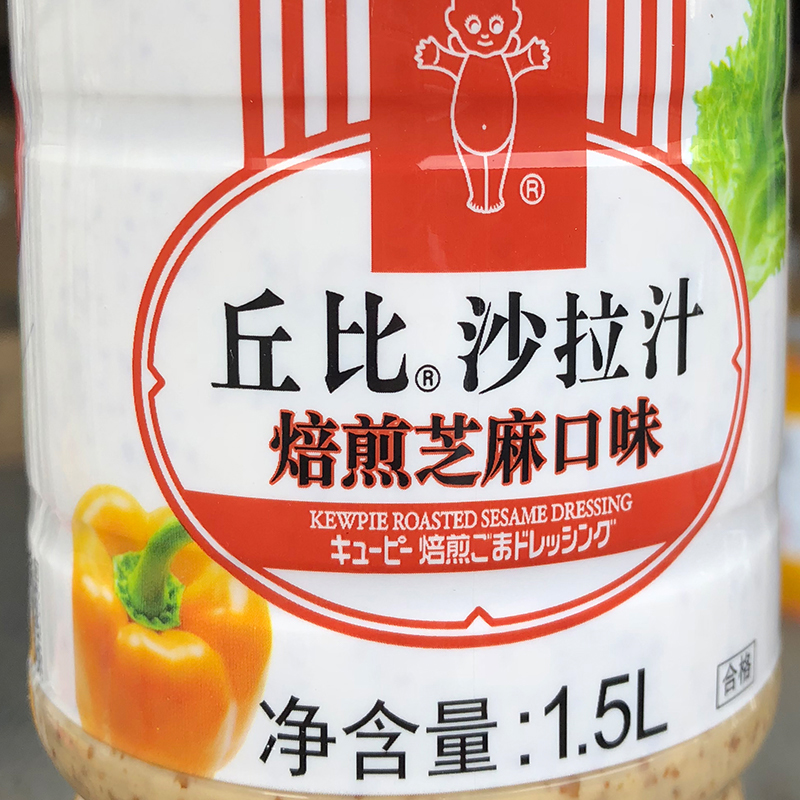 ®
丘比®沙拉汁
焙煎芝麻口味
KEWPIE ROASTED SESAME DRESSING
キューピー 焙煎ごまドレッシング
合格
净含量:1.5L